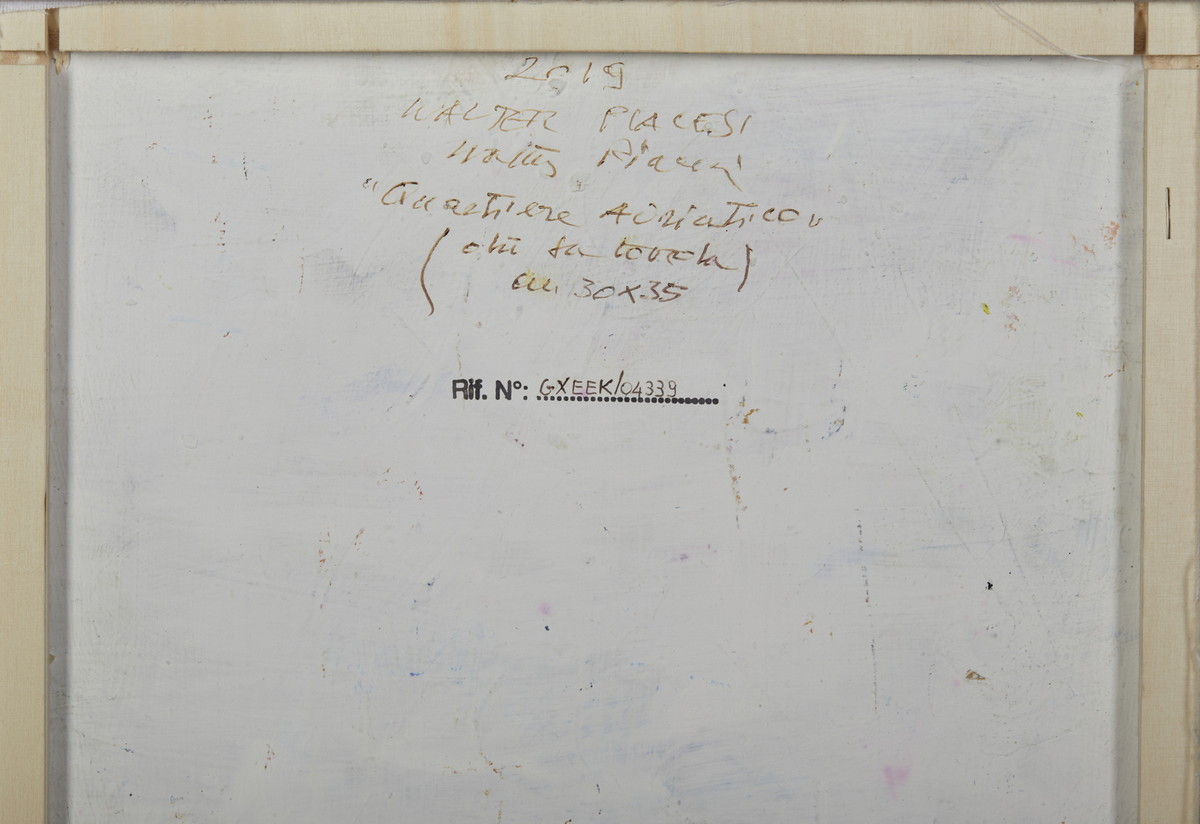 2019
WALTER PIACESI
Walter Piacesi
"Quartiere Adriatico"
(olio su tavola)
cm. 30x35
Rif. N°: GXEEK/04339